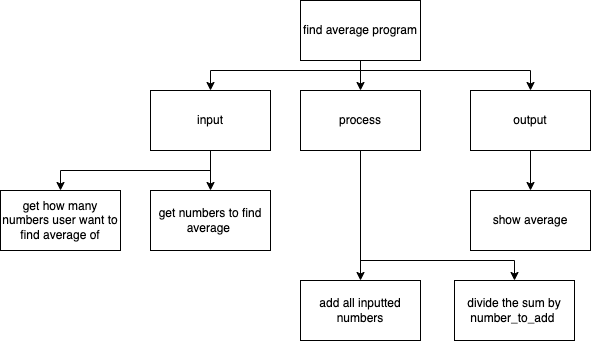 find average program
input
process
output
get how many
numbers user want to
find average of
get numbers to find
average
show average
add all inputted
numbers
divide the sum by
number_to_add